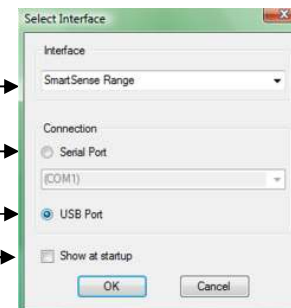 Select Interface
Interface
SmartSense Range
Connection
Serial Port
(COM1)
USB Port
Show at startup
OK Cancel